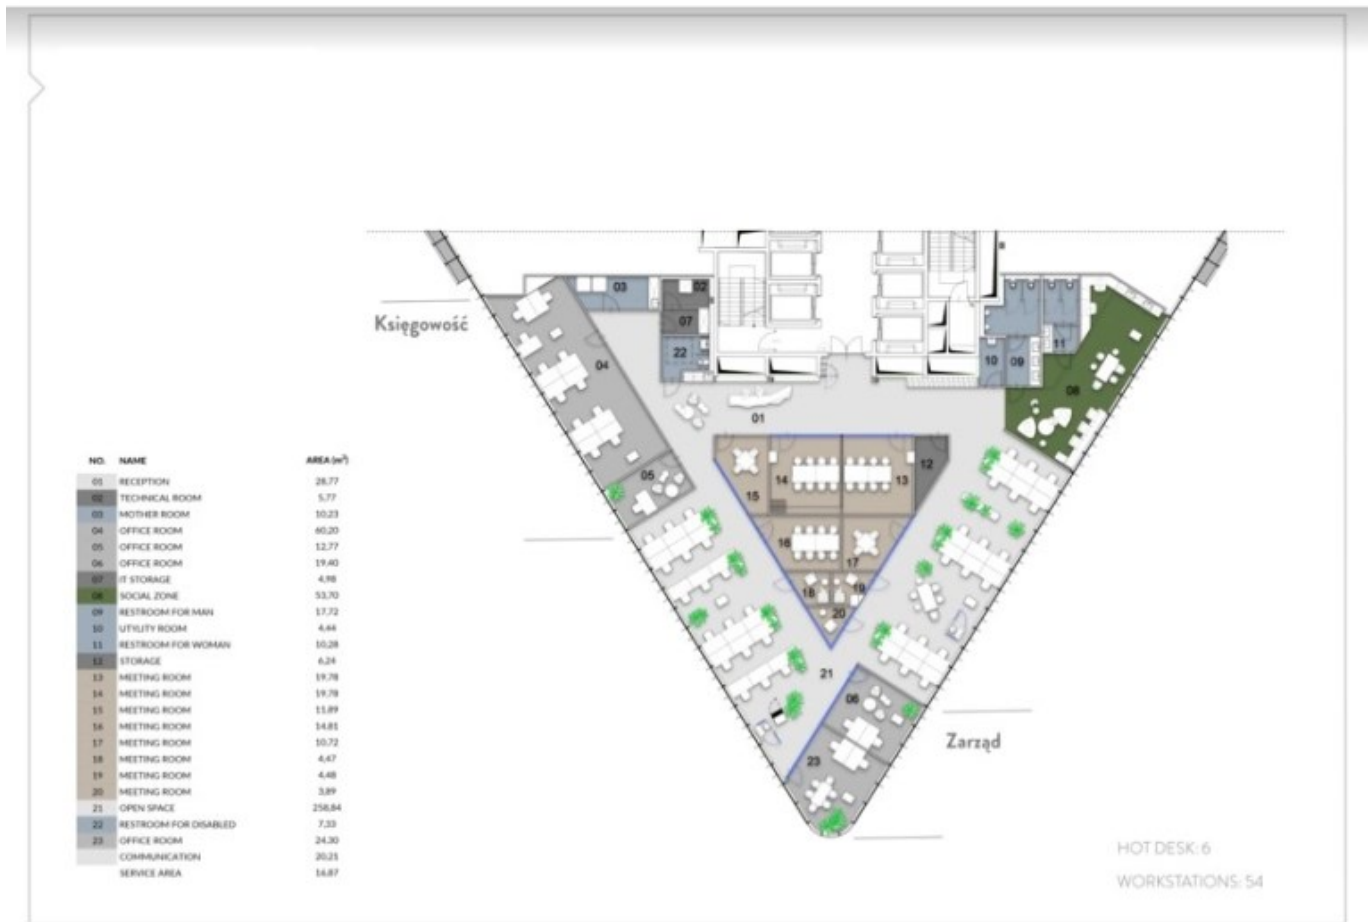 Księgowość
03
02
07
22
04
05
01
10
09
11
08
15
14
13
12
16
17
18
19
20
21
06
23
Zarząd
NO. NAME AREA (m²)
01 RECEPTION 28,77
02 TECHNICAL ROOM 5,77
03 MOTHER ROOM 10,23
04 OFFICE ROOM 60,20
05 OFFICE ROOM 12,77
06 OFFICE ROOM 19,40
07 IT STORAGE 4,98
08 SOCIAL ZONE 53,70
09 RESTROOM FOR MAN 17,72
10 UTYLITY ROOM 4,44
11 RESTROOM FOR WOMAN 10,28
12 STORAGE 6,24
13 MEETING ROOM 19,78
14 MEETING ROOM 19,78
15 MEETING ROOM 11,89
16 MEETING ROOM 14,81
17 MEETING ROOM 10,72
18 MEETING ROOM 4,47
19 MEETING ROOM 4,48
20 MEETING ROOM 3,89
21 OPEN SPACE 258,84
22 RESTROOM FOR DISABLED 7,33
23 OFFICE ROOM 24,30
COMMUNICATION 20,21
SERVICE AREA 16,87
HOT DESK: 6
WORKSTATIONS: 54